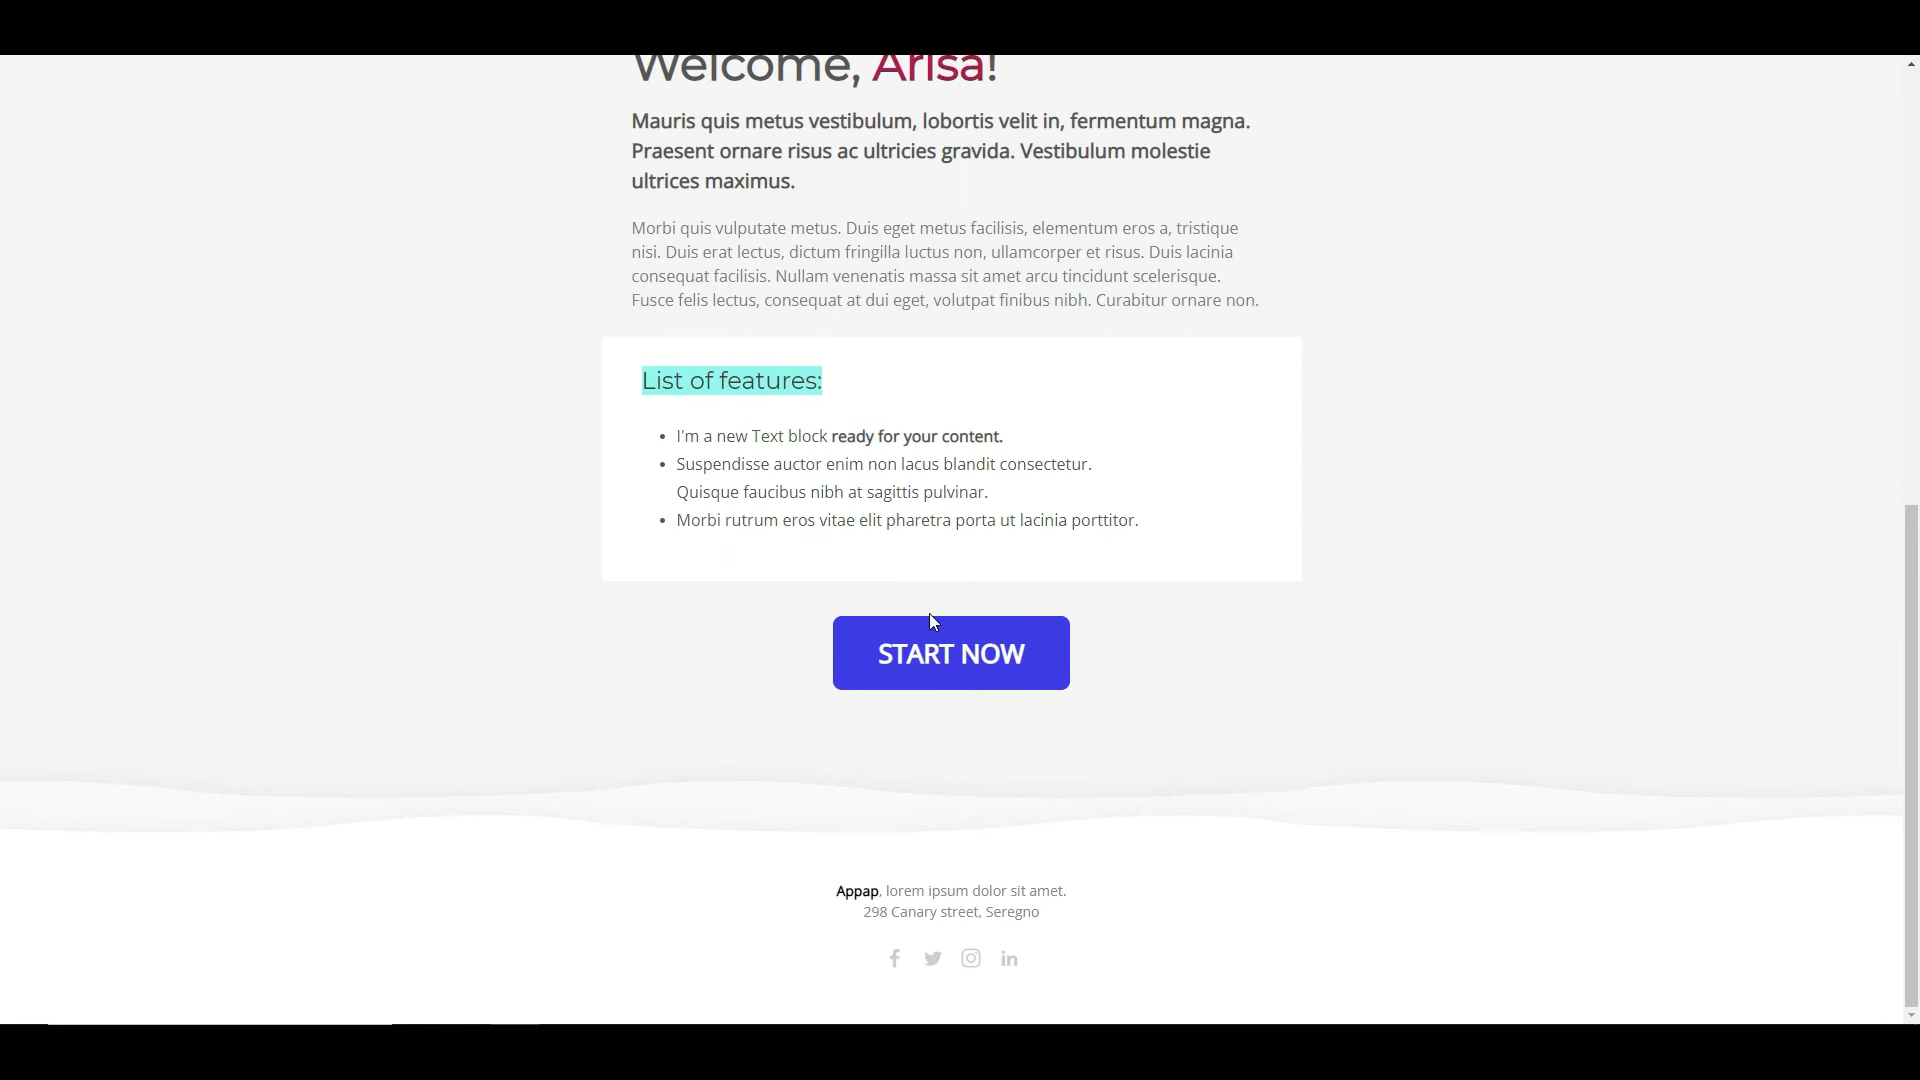 Welcome, Arisa!
Mauris quis metus vestibulum, lobortis velit in, fermentum magna.
Praesent ornare risus ac ultricies gravida. Vestibulum molestie
ultrices maximus.
Morbi quis vulputate metus. Duis eget metus facilisis, elementum eros a, tristique
nisi. Duis erat lectus, dictum fringilla luctus non, ullamcorper et risus. Duis lacinia
consequat facilisis. Nullam venenatis massa sit amet arcu tincidunt scelerisque.
Fusce felis lectus, consequat at dui eget, volutpat finibus nibh. Curabitur ornare non.
List of features:
• I'm a new Text block ready for your content.
• Suspendisse auctor enim non lacus blandit consectetur.
Quisque faucibus nibh at sagittis pulvinar.
• Morbi rutrum eros vitae elit pharetra porta ut lacinia porttitor.
START NOW
Appap, lorem ipsum dolor sit amet.
298 Canary street, Seregno